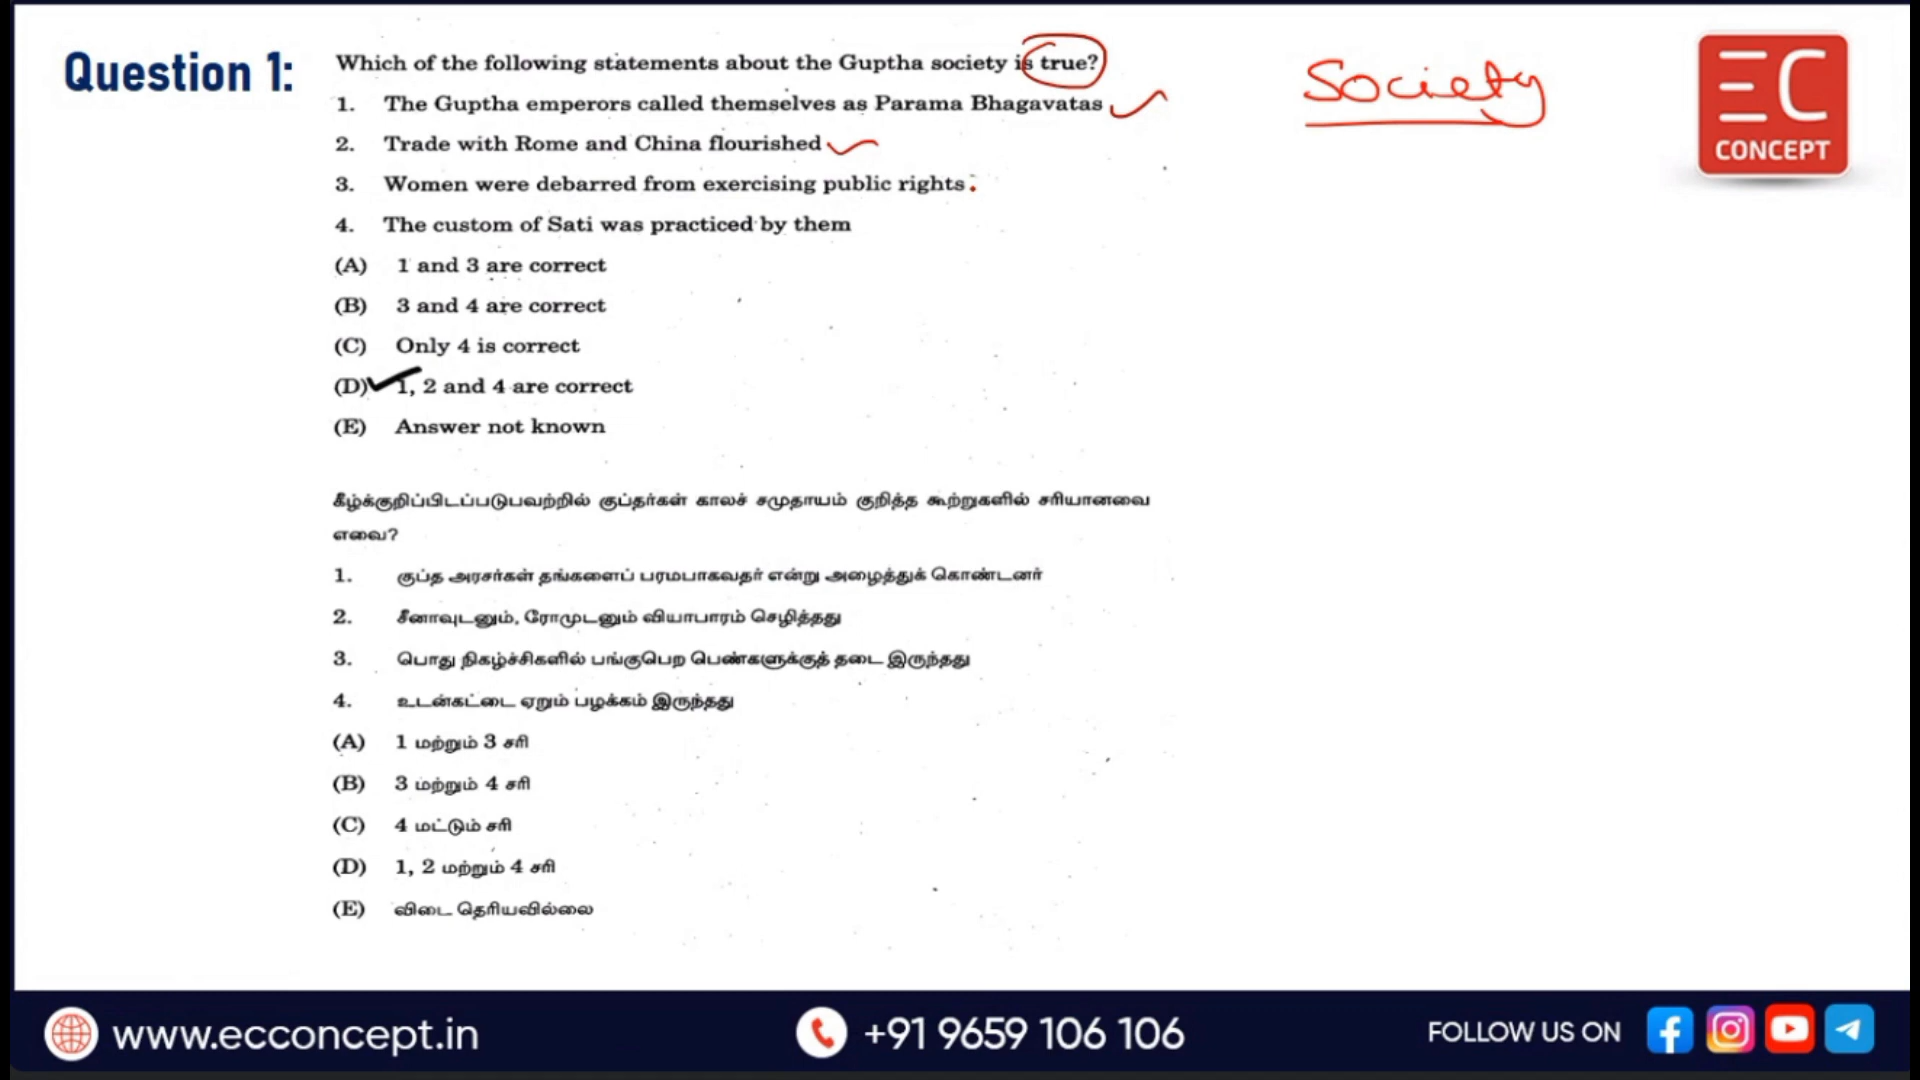 Question 1:
Which of the following statements about the Guptha society is true?
1. The Guptha emperors called themselves as Parama Bhagavatas
2. Trade with Rome and China flourished
3. Women were debarred from exercising public rights.
4. The custom of Sati was practiced by them
(A) 1 and 3 are correct
(B) 3 and 4 are correct
(C) Only 4 is correct
(D) 1, 2 and 4 are correct
(E) Answer not known
கீழ்க்குறிப்பிடப்படுபவற்றில் குப்தர்கள் காலச் சமுதாயம் குறித்த கூற்றுகளில் சரியானவை
எவை?
1. குப்த அரசர்கள் தங்களைப் பரமபாகவதர் என்று அழைத்துக் கொண்டனர்
2. சீனாவுடனும், ரோமுடனும் வியாபாரம் செழித்தது
3. பொது நிகழ்ச்சிகளில் பங்குபெற பெண்களுக்குத் தடை இருந்தது
4. உடன்கட்டை ஏறும் பழக்கம் இருந்தது
(A) 1 மற்றும் 3 சரி
(B) 3 மற்றும் 4 சரி
(C) 4 மட்டும் சரி
(D) 1, 2 மற்றும் 4 சரி
(E) விடை தெரியவில்லை
Society
EC
CONCEPT
www.ecconcept.in
+91 9659 106 106
FOLLOW US ON